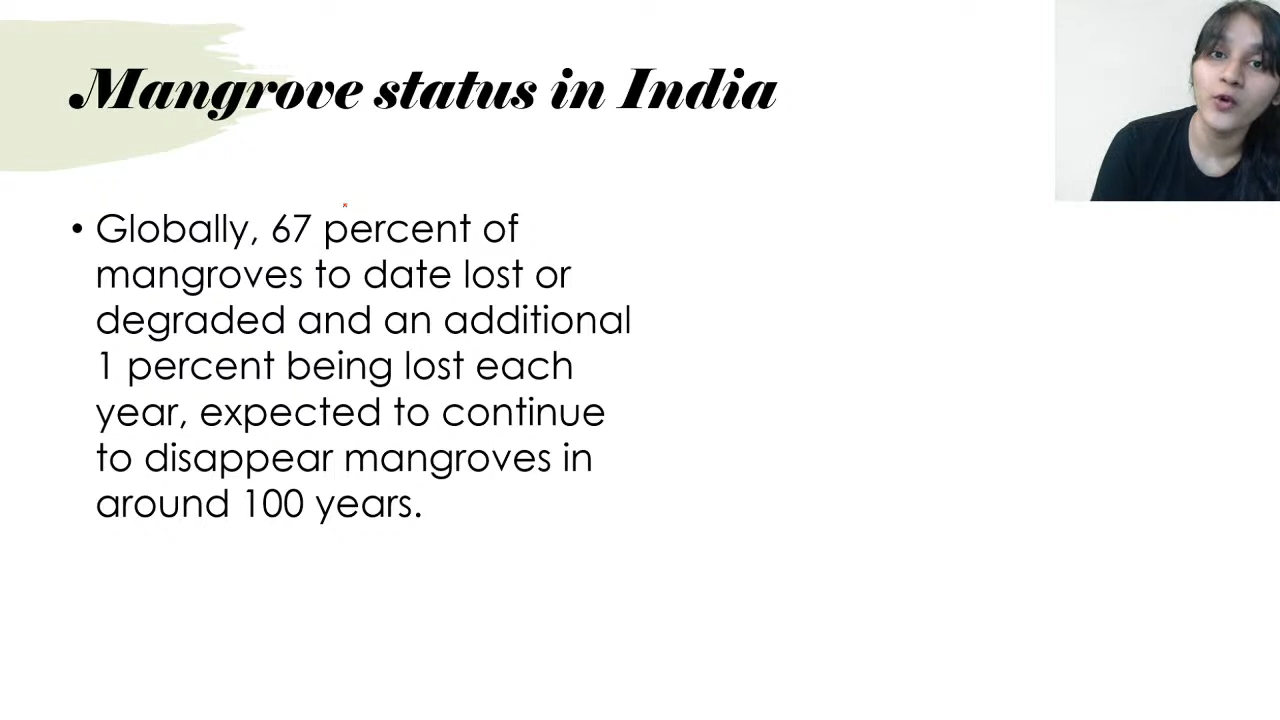 Mangrove status in India
• Globally, 67 percent of
mangroves to date lost or
degraded and an additional
1 percent being lost each
year, expected to continue
to disappear mangroves in
around 100 years.